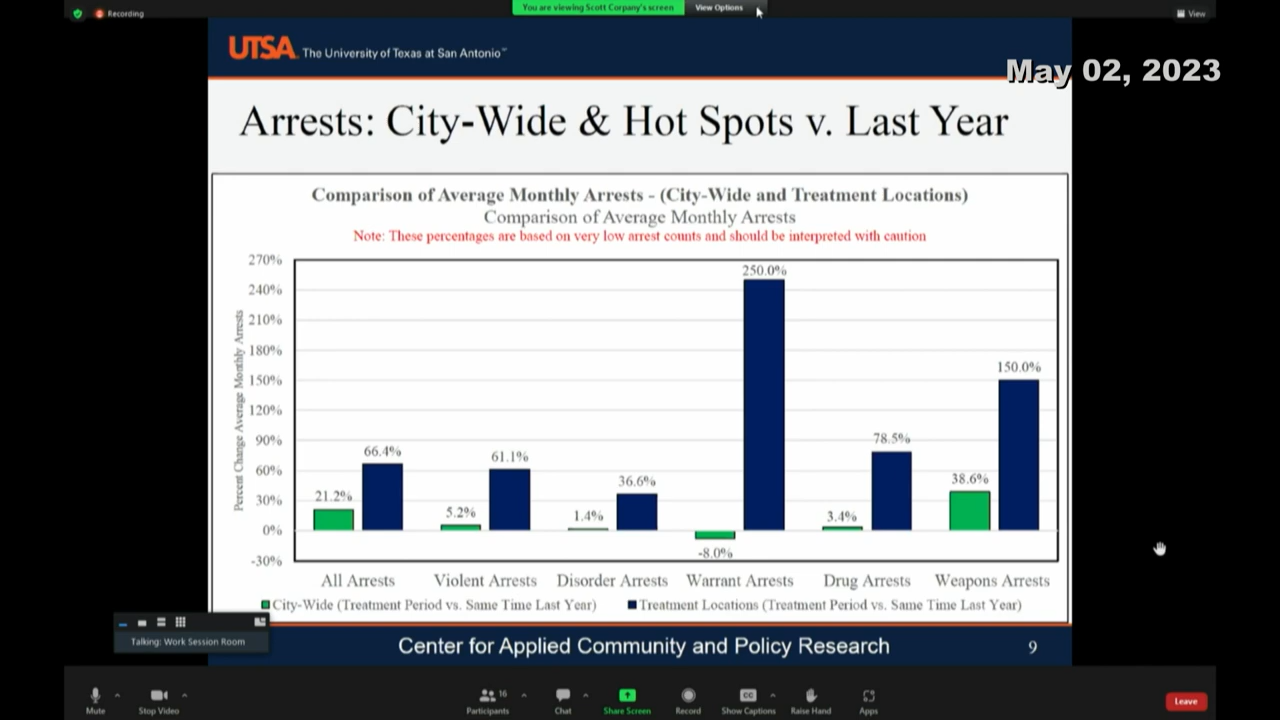 Recording
You are viewing Scott Corpany's screen
View Options
View
UTSA The University of Texas at San Antonio™
May 02, 2023
Arrests: City-Wide & Hot Spots v. Last Year
Comparison of Average Monthly Arrests - (City-Wide and Treatment Locations)
Comparison of Average Monthly Arrests
Note: These percentages are based on very low arrest counts and should be interpreted with caution
Percent Change Average Monthly Arrests
270%
240%
210%
180%
150%
120%
90%
60%
30%
0%
-30%
21.2%
66.4%
5.2%
61.1%
1.4%
36.6%
-8.0%
250.0%
3.4%
78.5%
38.6%
150.0%
All Arrests
Violent Arrests
Disorder Arrests
Warrant Arrests
Drug Arrests
Weapons Arrests
City-Wide (Treatment Period vs. Same Time Last Year)
Treatment Locations (Treatment Period vs. Same Time Last Year)
Talking: Work Session Room
Center for Applied Community and Policy Research
9
Mute
Stop Video
16
Participants
Chat
Share Screen
Record
CC
Show Captions
Raise Hand
Apps
Leave